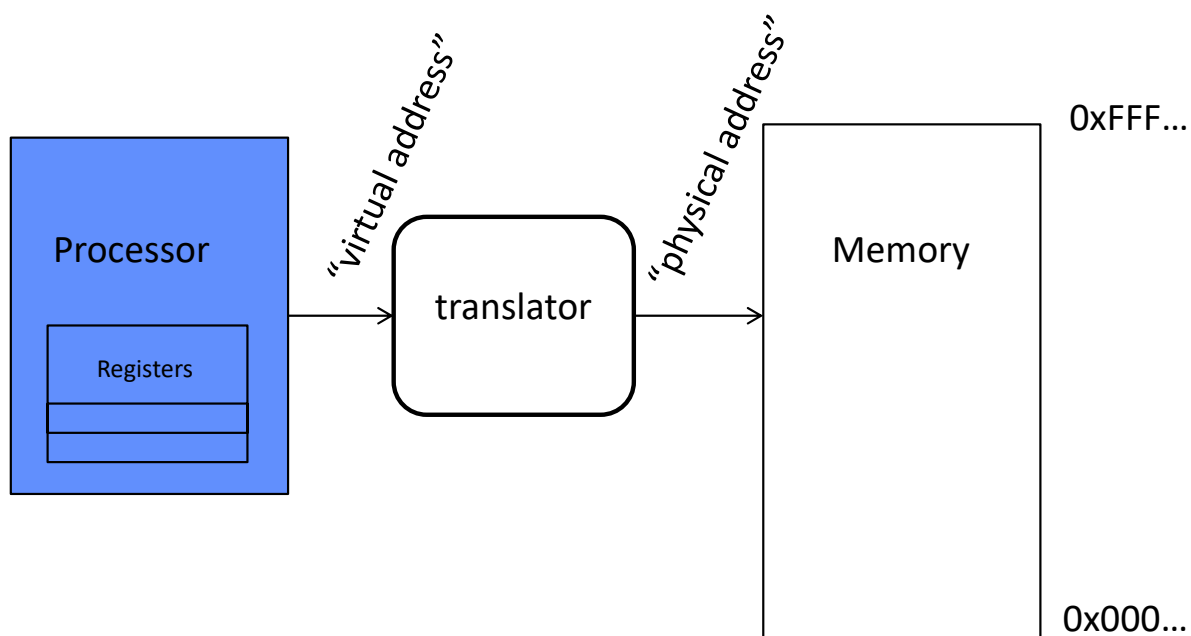 “virtual address”
“physical address”
0xFFF…
Processor
Memory
translator
Registers
0x000…